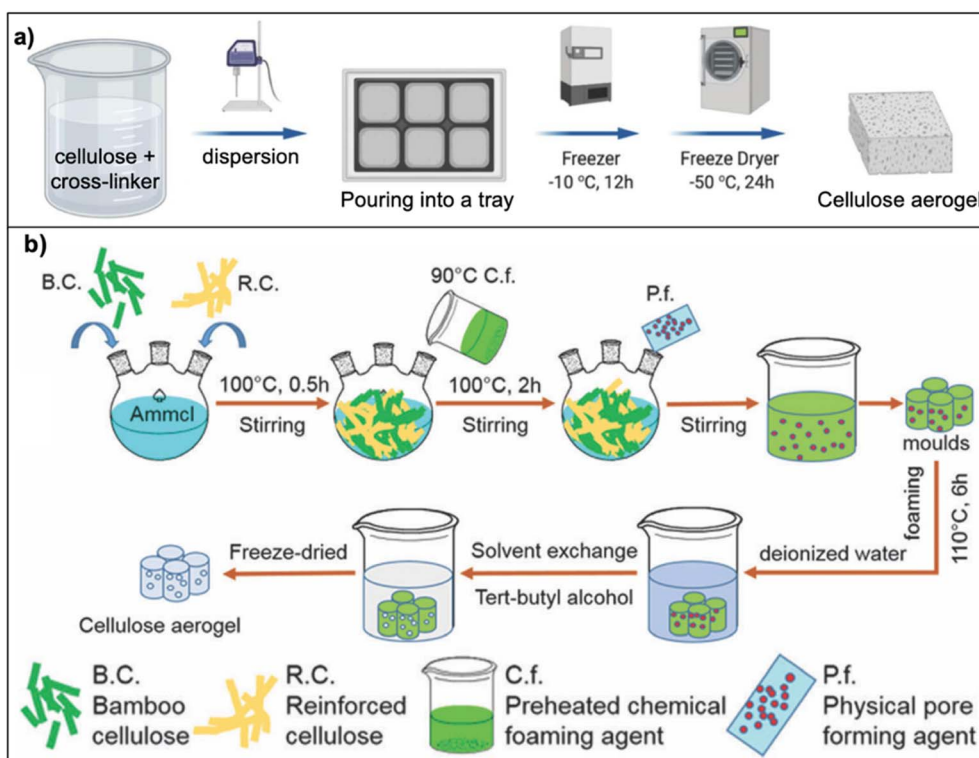 a)
cellulose +
cross-linker
dispersion
Pouring into a tray
Freezer
-10 ºC, 12h
Freeze Dryer
-50 ºC, 24h
Cellulose aerogel
b)
B.C.
R.C.
Ammcl
100°C, 0.5h
Stirring
90°C C.f.
100°C, 2h
Stirring
P.f.
Stirring
moulds
foaming
110°C, 6h
deionized water
Solvent exchange
Tert-butyl alcohol
Freeze-dried
Cellulose aerogel
B.C.
Bamboo
cellulose
R.C.
Reinforced
cellulose
C.f.
Preheated chemical
foaming agent
P.f.
Physical pore
forming agent